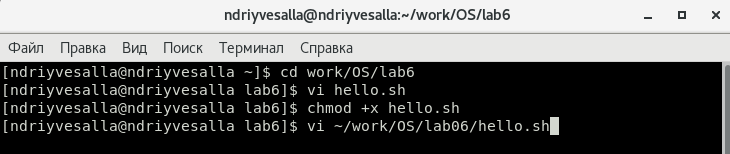 ndriyvesalla@ndriyvesalla:~/work/OS/lab6
Файл Правка Вид Поиск Терминал Справка
[ndriyvesalla@ndriyvesalla ~]$ cd work/OS/lab6
[ndriyvesalla@ndriyvesalla lab6]$ vi hello.sh
[ndriyvesalla@ndriyvesalla lab6]$ chmod +x hello.sh
[ndriyvesalla@ndriyvesalla lab6]$ vi ~/work/OS/lab06/hello.sh